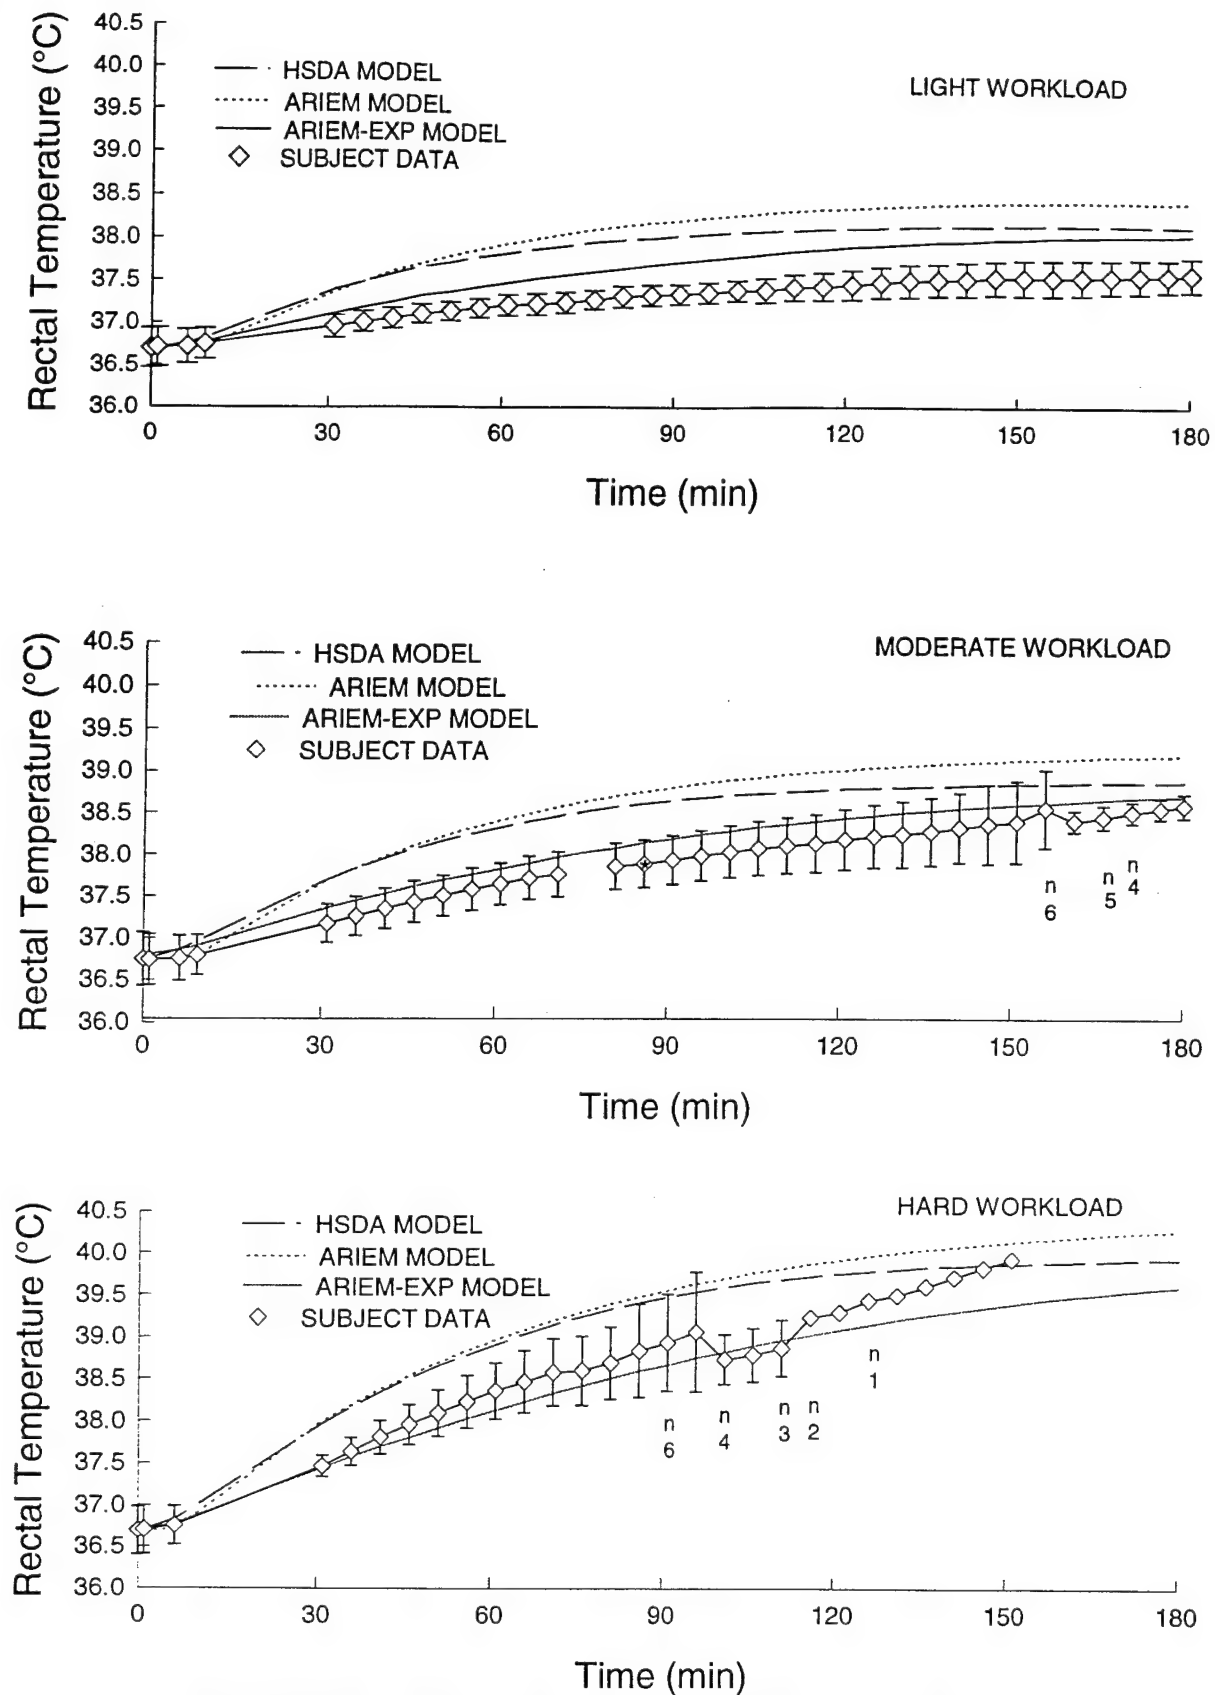 40.5
40.0
39.5
39.0
38.5
38.0
37.5
37.0
36.5
36.0
Rectal Temperature (°C)
HSDA MODEL
ARIEM MODEL
ARIEM-EXP MODEL
SUBJECT DATA
LIGHT WORKLOAD
0 30 60 90 120 150 180
Time (min)
40.5
40.0
39.5
39.0
38.5
38.0
37.5
37.0
36.5
36.0
Rectal Temperature (°C)
HSDA MODEL
ARIEM MODEL
ARIEM-EXP MODEL
SUBJECT DATA
MODERATE WORKLOAD
n n n
6 5 4
0 30 60 90 120 150 180
Time (min)
40.5
40.0
39.5
39.0
38.5
38.0
37.5
37.0
36.5
36.0
Rectal Temperature (°C)
HSDA MODEL
ARIEM MODEL
ARIEM-EXP MODEL
SUBJECT DATA
HARD WORKLOAD
n n n n n
6 4 3 2 1
0 30 60 90 120 150 180
Time (min)